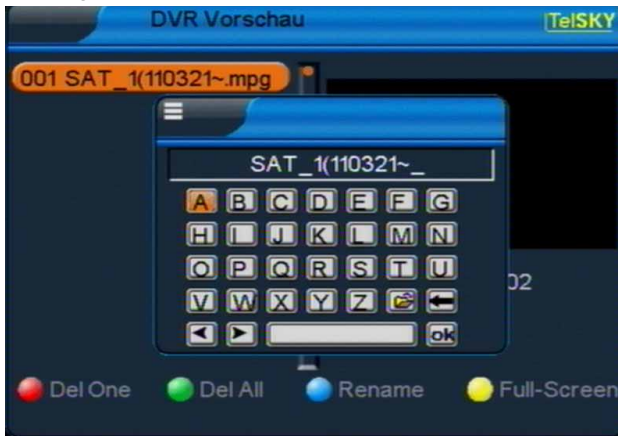 DVR Vorschau
TelSKY
001 SAT_1(110321~.mpg
SAT_1(110321~_
A B C D E F G
H I J K L M N
O P Q R S T U
V W X Y Z
ok
02
Del One Del All Rename Full-Screen